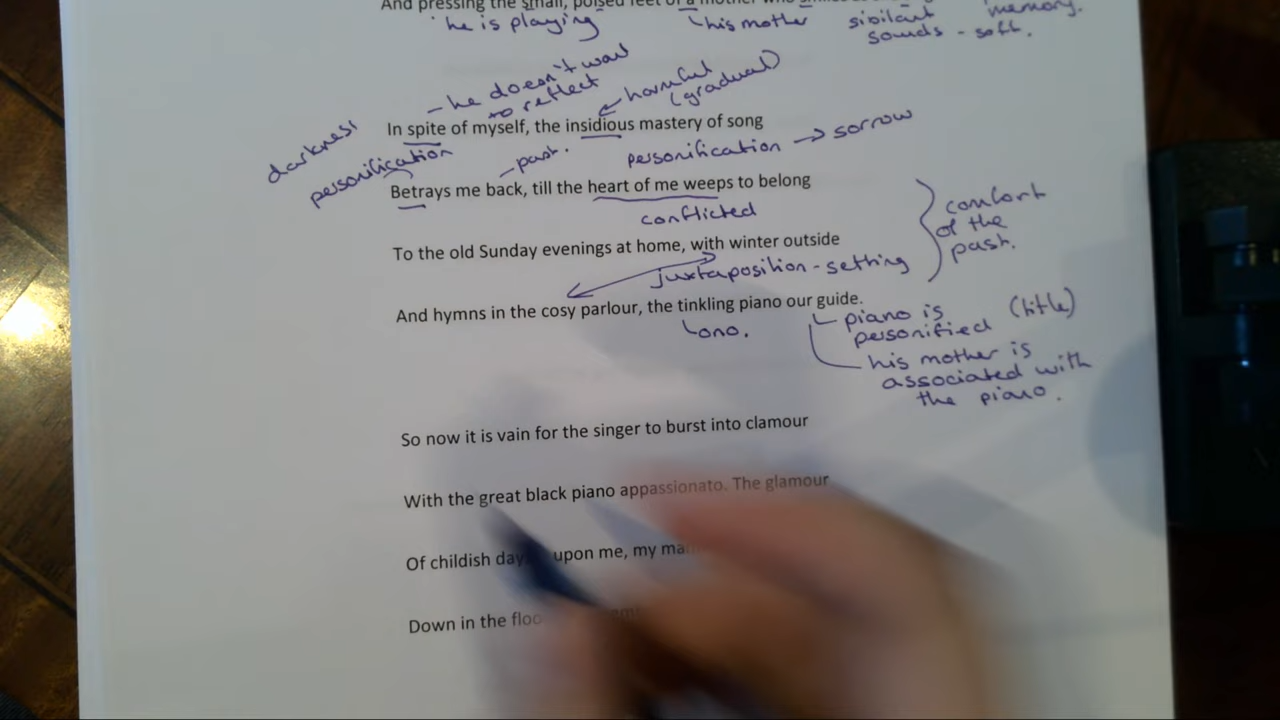 And pressing the small, poised feet of a mother who
he is playing
his mother
sibilant
sounds - soft.
memory.
- he doesn't want
to reflect
harmful
(gradual)
In spite of myself, the insidious mastery of song
darkness
personification
- past.
personification → sorrow
Betrays me back, till the heart of me weeps to belong
conflicted
To the old Sunday evenings at home, with winter outside
juxtaposition - setting
comfort
of the
past.
And hymns in the cosy parlour, the tinkling piano our guide.
ono.
piano is
personified
(title)
his mother is
associated with
the piano.
So now it is vain for the singer to burst into clamour
With the great black piano appassionato. The glamour
Of childish upon me, my
Down in the